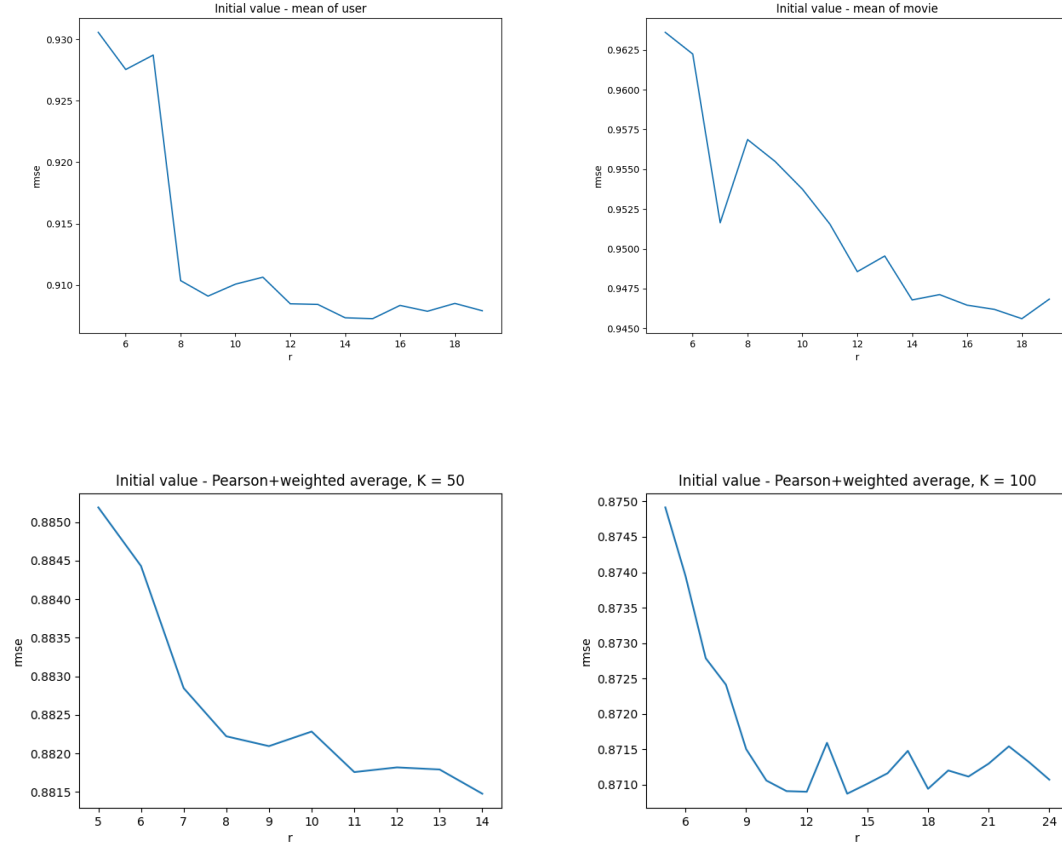 Initial value - mean of user
0.930
0.925
0.920
0.915
0.910
rmse
6 8 10 12 14 16 18
r
Initial value - mean of movie
0.9625
0.9600
0.9575
0.9550
0.9525
0.9500
0.9475
0.9450
rmse
6 8 10 12 14 16 18
r
Initial value - Pearson+weighted average, K = 50
0.8850
0.8845
0.8840
0.8835
0.8830
0.8825
0.8820
0.8815
rmse
5 6 7 8 9 10 11 12 13 14
r
Initial value - Pearson+weighted average, K = 100
0.8750
0.8745
0.8740
0.8735
0.8730
0.8725
0.8720
0.8715
0.8710
rmse
6 9 12 15 18 21 24
r